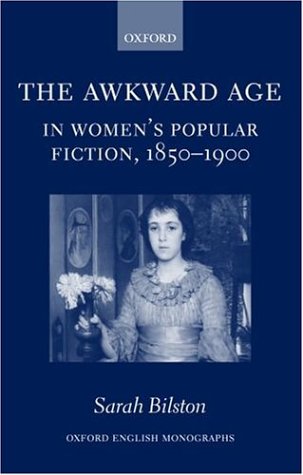 OXFORD
THE AWKWARD AGE
IN WOMEN'S POPULAR
FICTION, 1850–1900
Sarah Bilston
OXFORD ENGLISH MONOGRAPHS